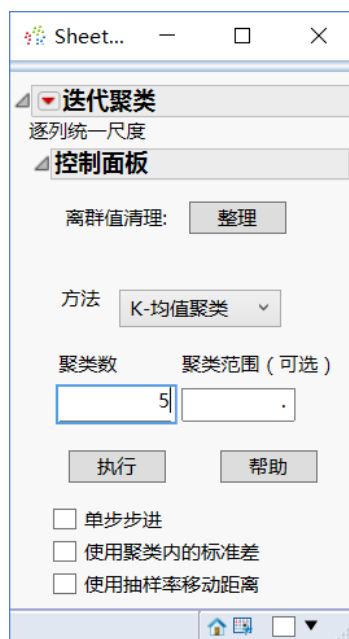 Sheet...
迭代聚类
逐列统一尺度
控制面板
离群值清理: 整理
方法 K-均值聚类
聚类数 聚类范围 ( 可选 )
5 .
执行 帮助
单步步进
使用聚类内的标准差
使用抽样率移动距离